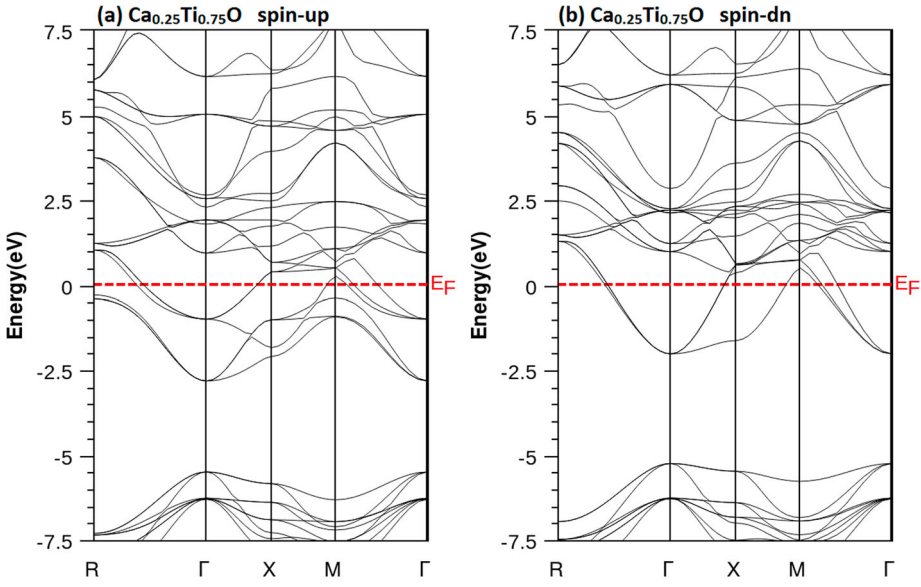 (a) Ca0.25Ti0.75O spin-up
7.5
5
2.5
0
-2.5
-5
-7.5
Energy(eV)
R Γ X M Γ
EF
(b) Ca0.25Ti0.75O spin-dn
7.5
5
2.5
0
-2.5
-5
-7.5
Energy(eV)
R Γ X M Γ
EF